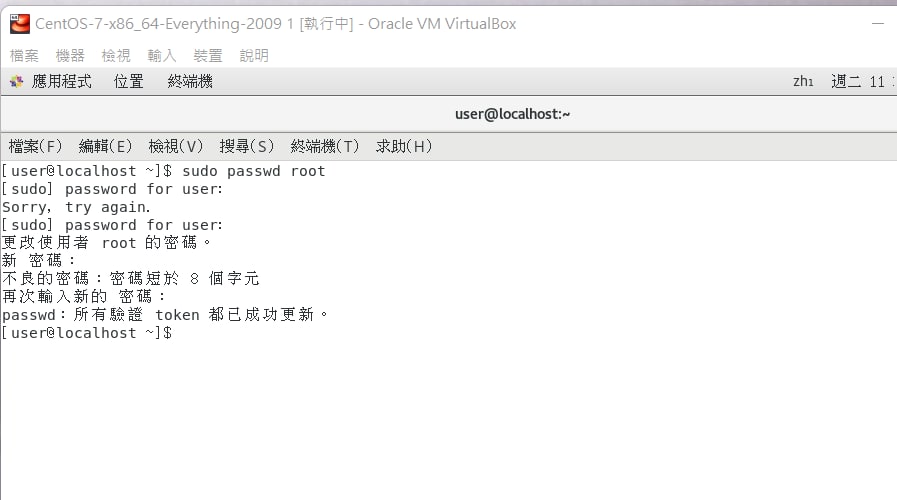 CentOS-7-x86_64-Everything-2009 1 [執行中] - Oracle VM VirtualBox
檔案 機器 檢視 輸入 裝置 說明
應用程式 位置 終端機 zh₁ 週二 11 :
user@localhost:~
檔案(F) 編輯(E) 檢視(V) 搜尋(S) 終端機(T) 求助(H)
[user@localhost ~]$ sudo passwd root
[sudo] password for user:
Sorry, try again.
[sudo] password for user:
更改使用者 root 的密碼。
新 密碼：
不良的密碼：密碼短於 8 個字元
再次輸入新的 密碼：
passwd：所有驗證 token 都已成功更新。
[user@localhost ~]$